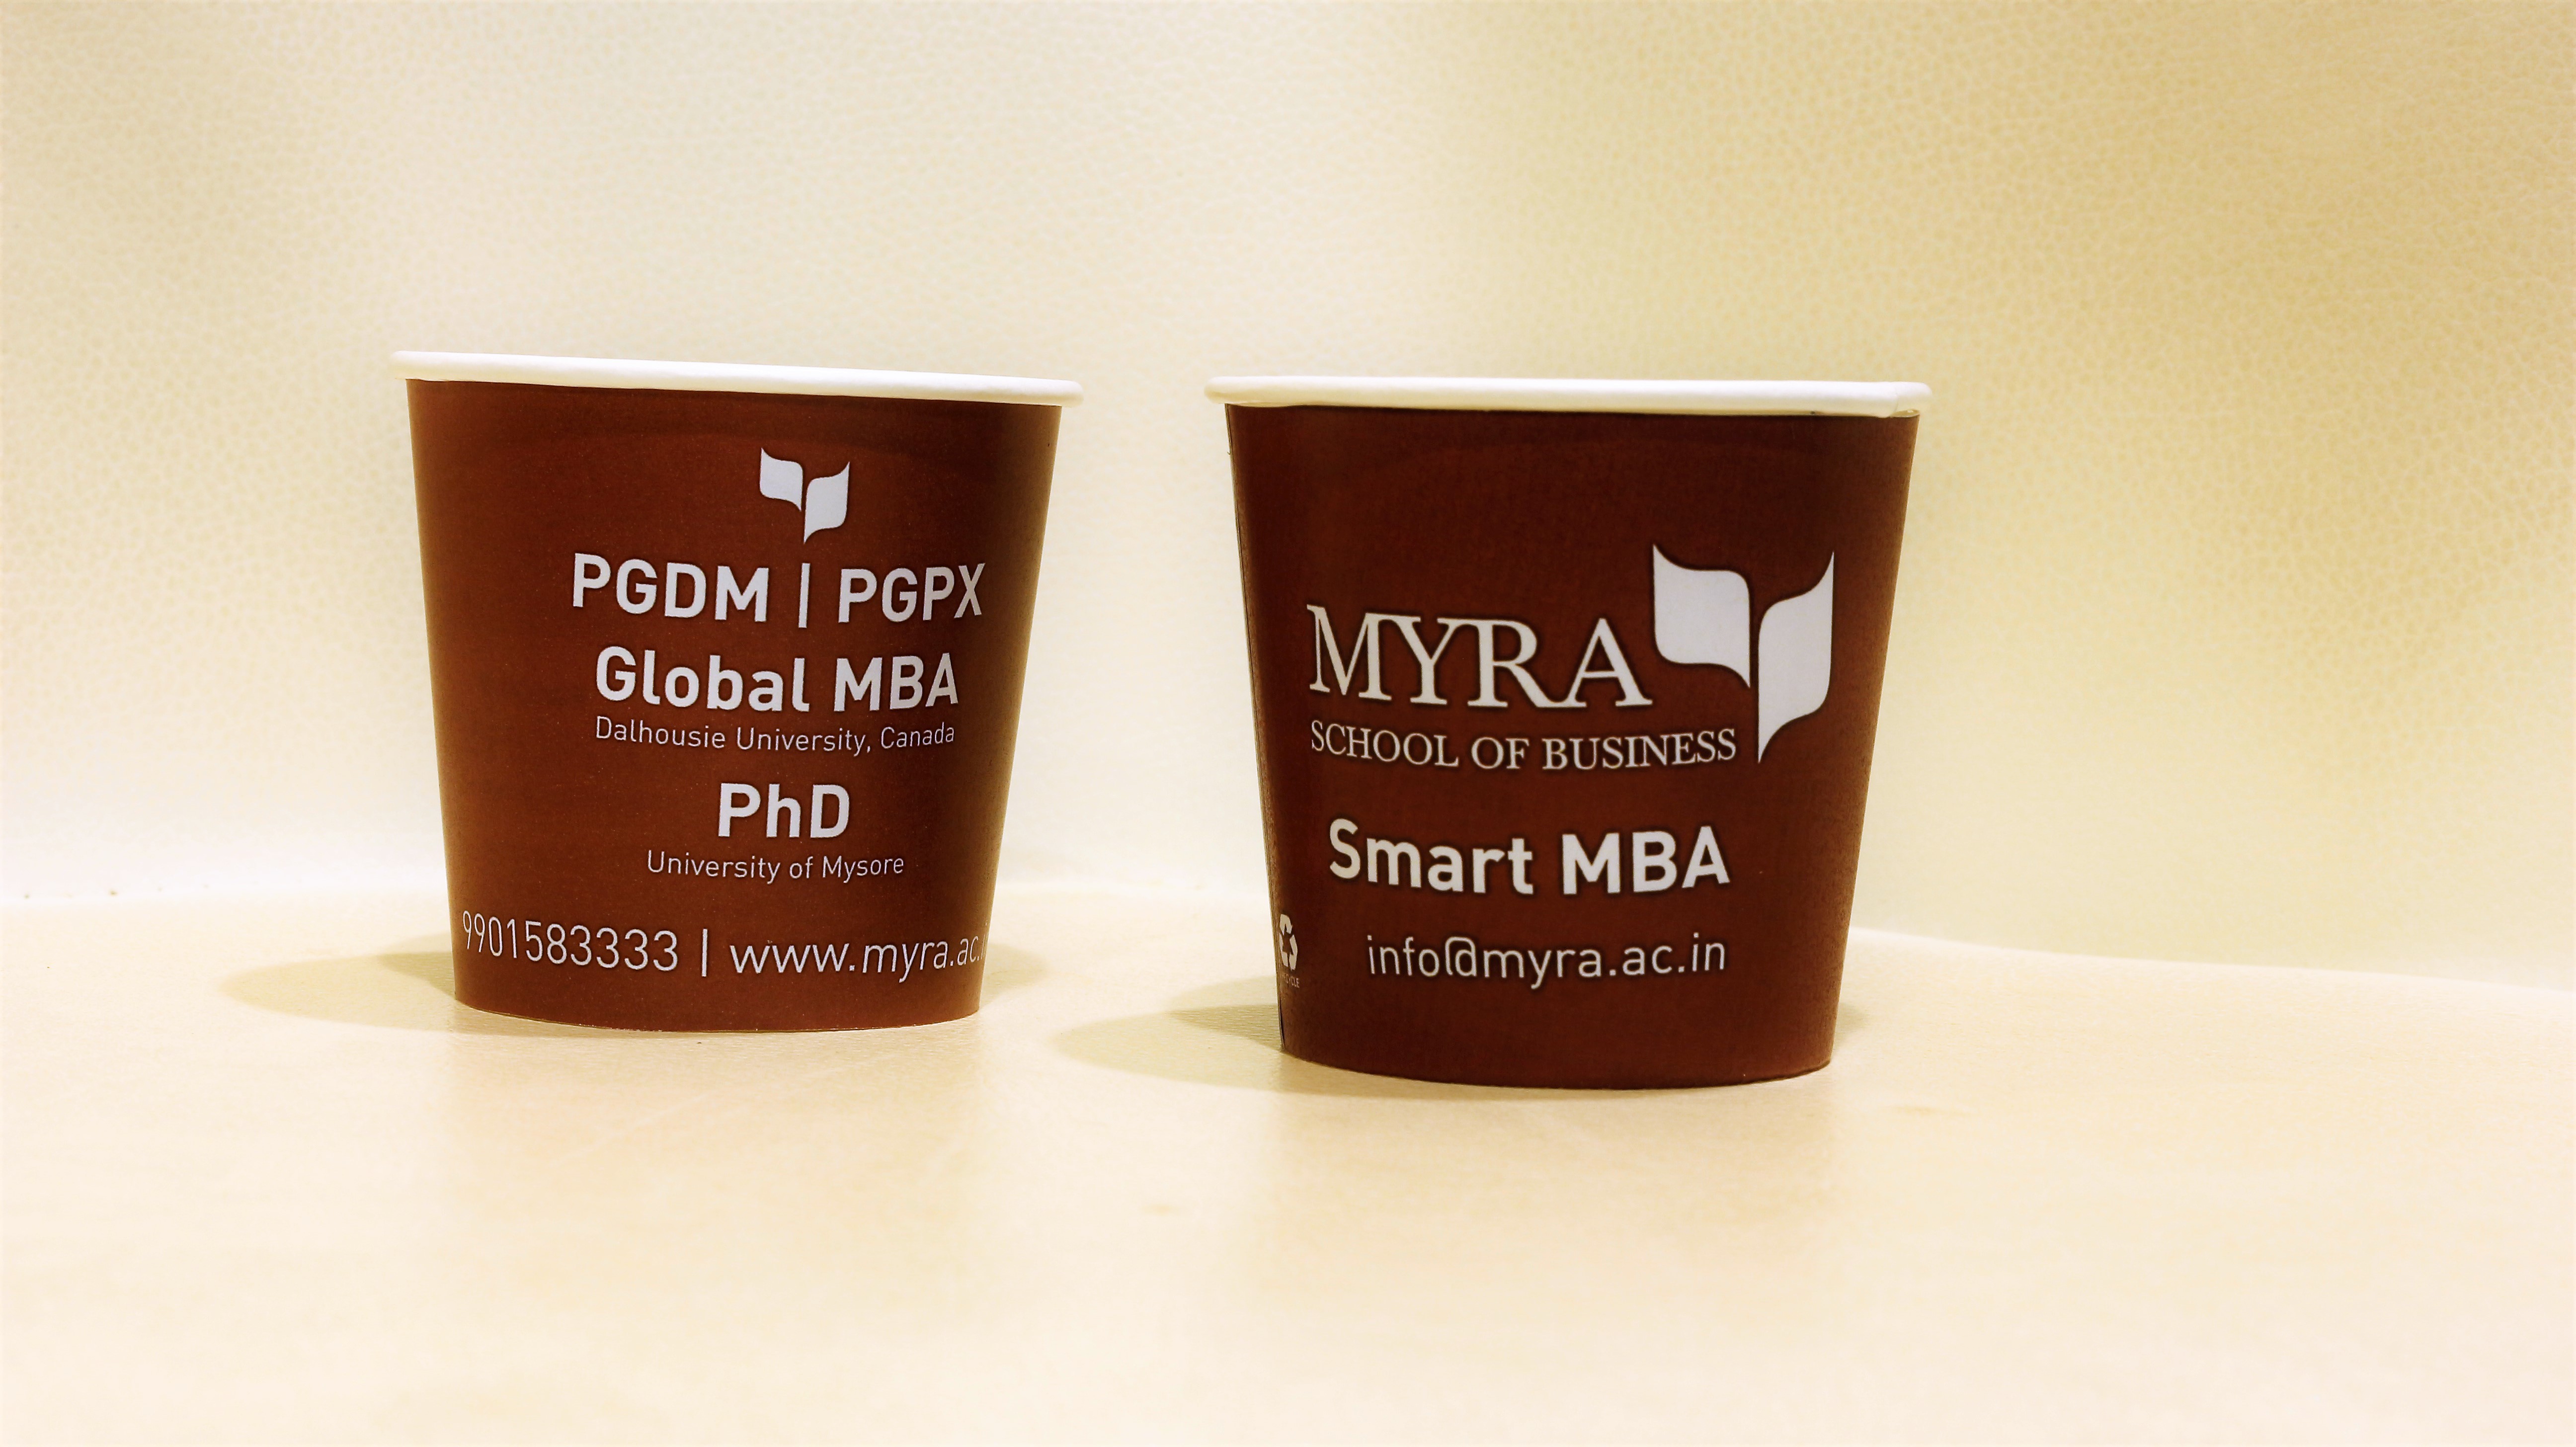 PGDM | PGPX
Global MBA
Dalhousie University, Canada
PhD
University of Mysore
9901583333 | www.myra.ac.
MYRA
SCHOOL OF BUSINESS
Smart MBA
info@myra.ac.in